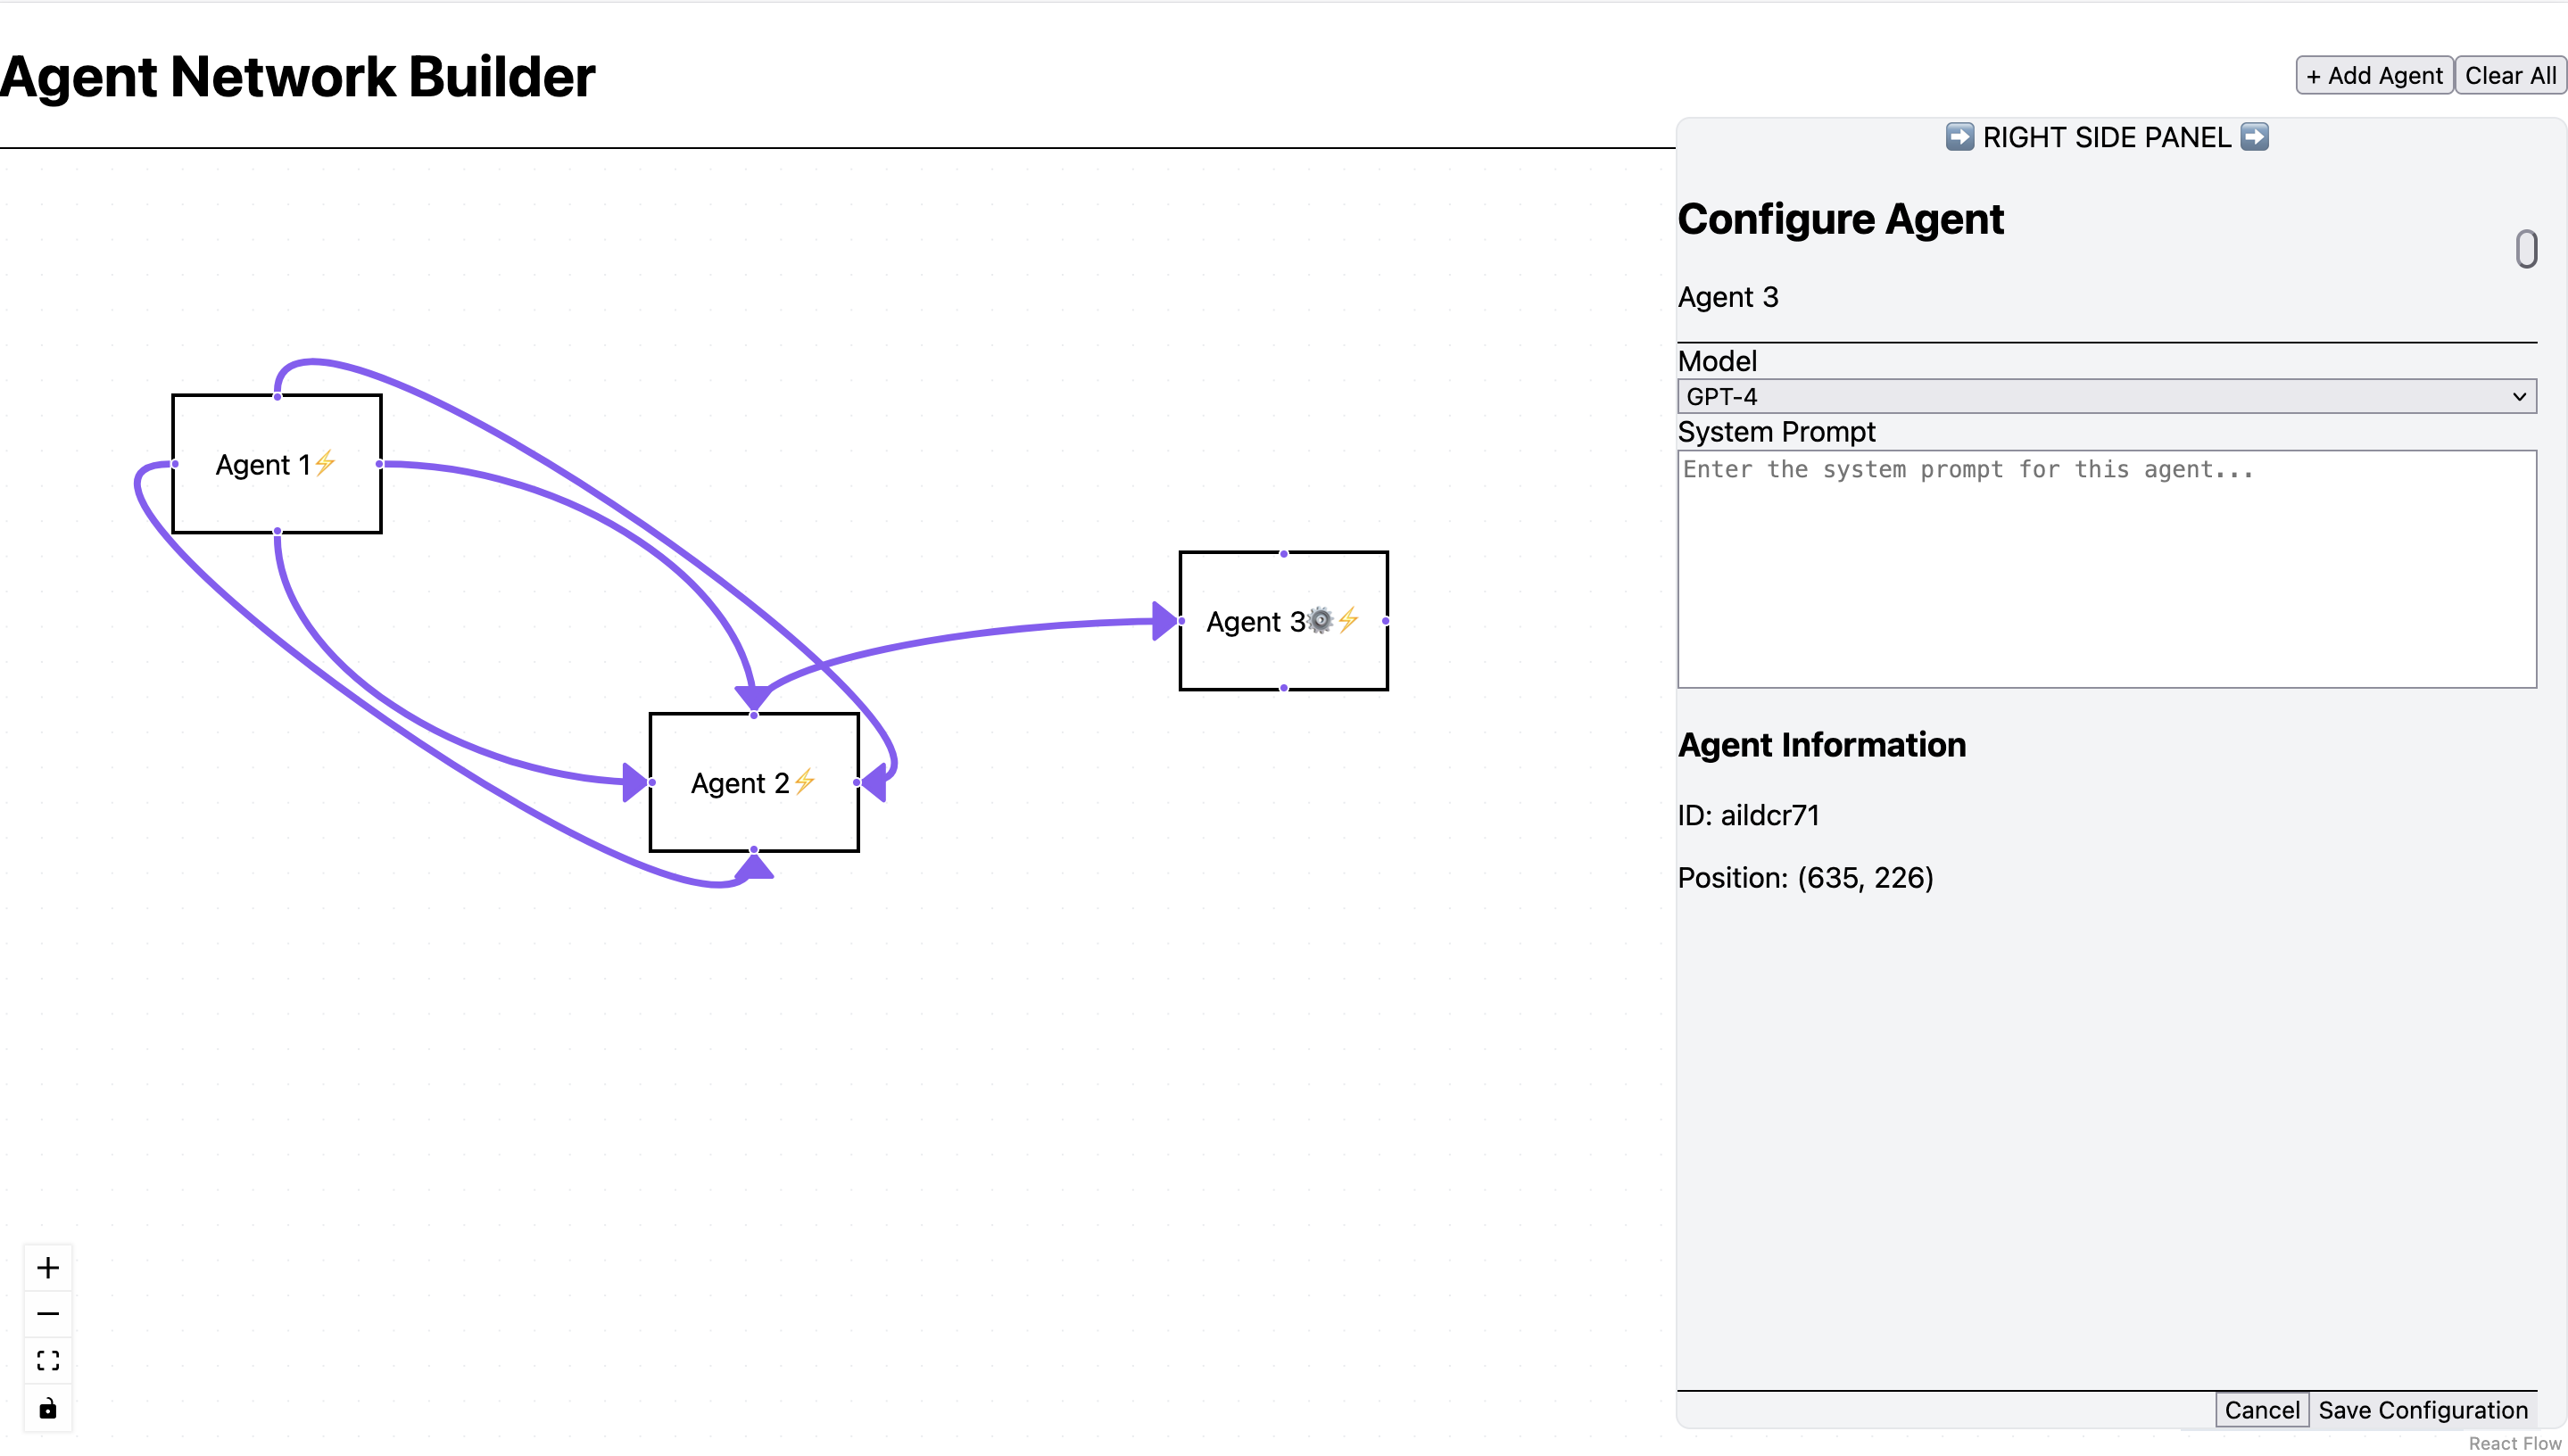 Agent Network Builder
+ Add Agent
Clear All
➡️ RIGHT SIDE PANEL ➡️
Configure Agent
Agent 3
Model
GPT-4
System Prompt
Enter the system prompt for this agent...
Agent Information
ID: aildcr71
Position: (635, 226)
Cancel
Save Configuration
Agent 1⚡
Agent 3⚙️⚡
Agent 2⚡
React Flow